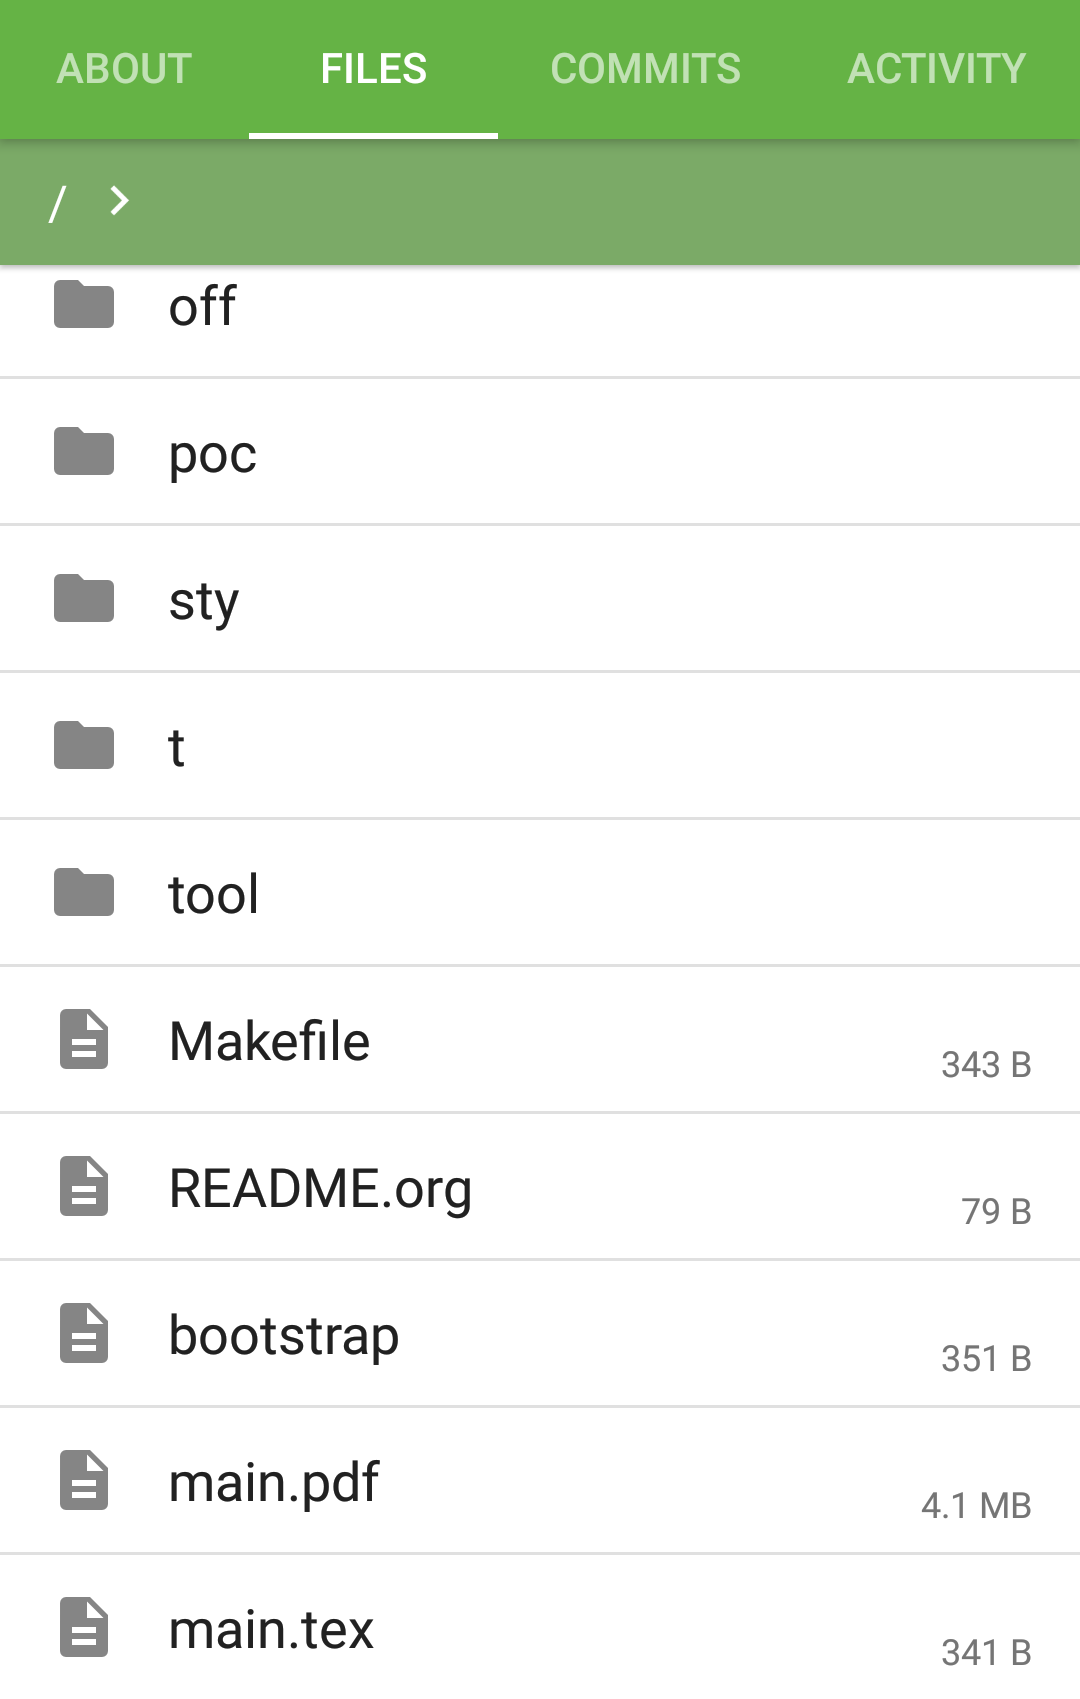 ABOUT FILES COMMITS ACTIVITY
/ >
off
poc
sty
t
tool
Makefile 343 B
README.org 79 B
bootstrap 351 B
main.pdf 4.1 MB
main.tex 341 B